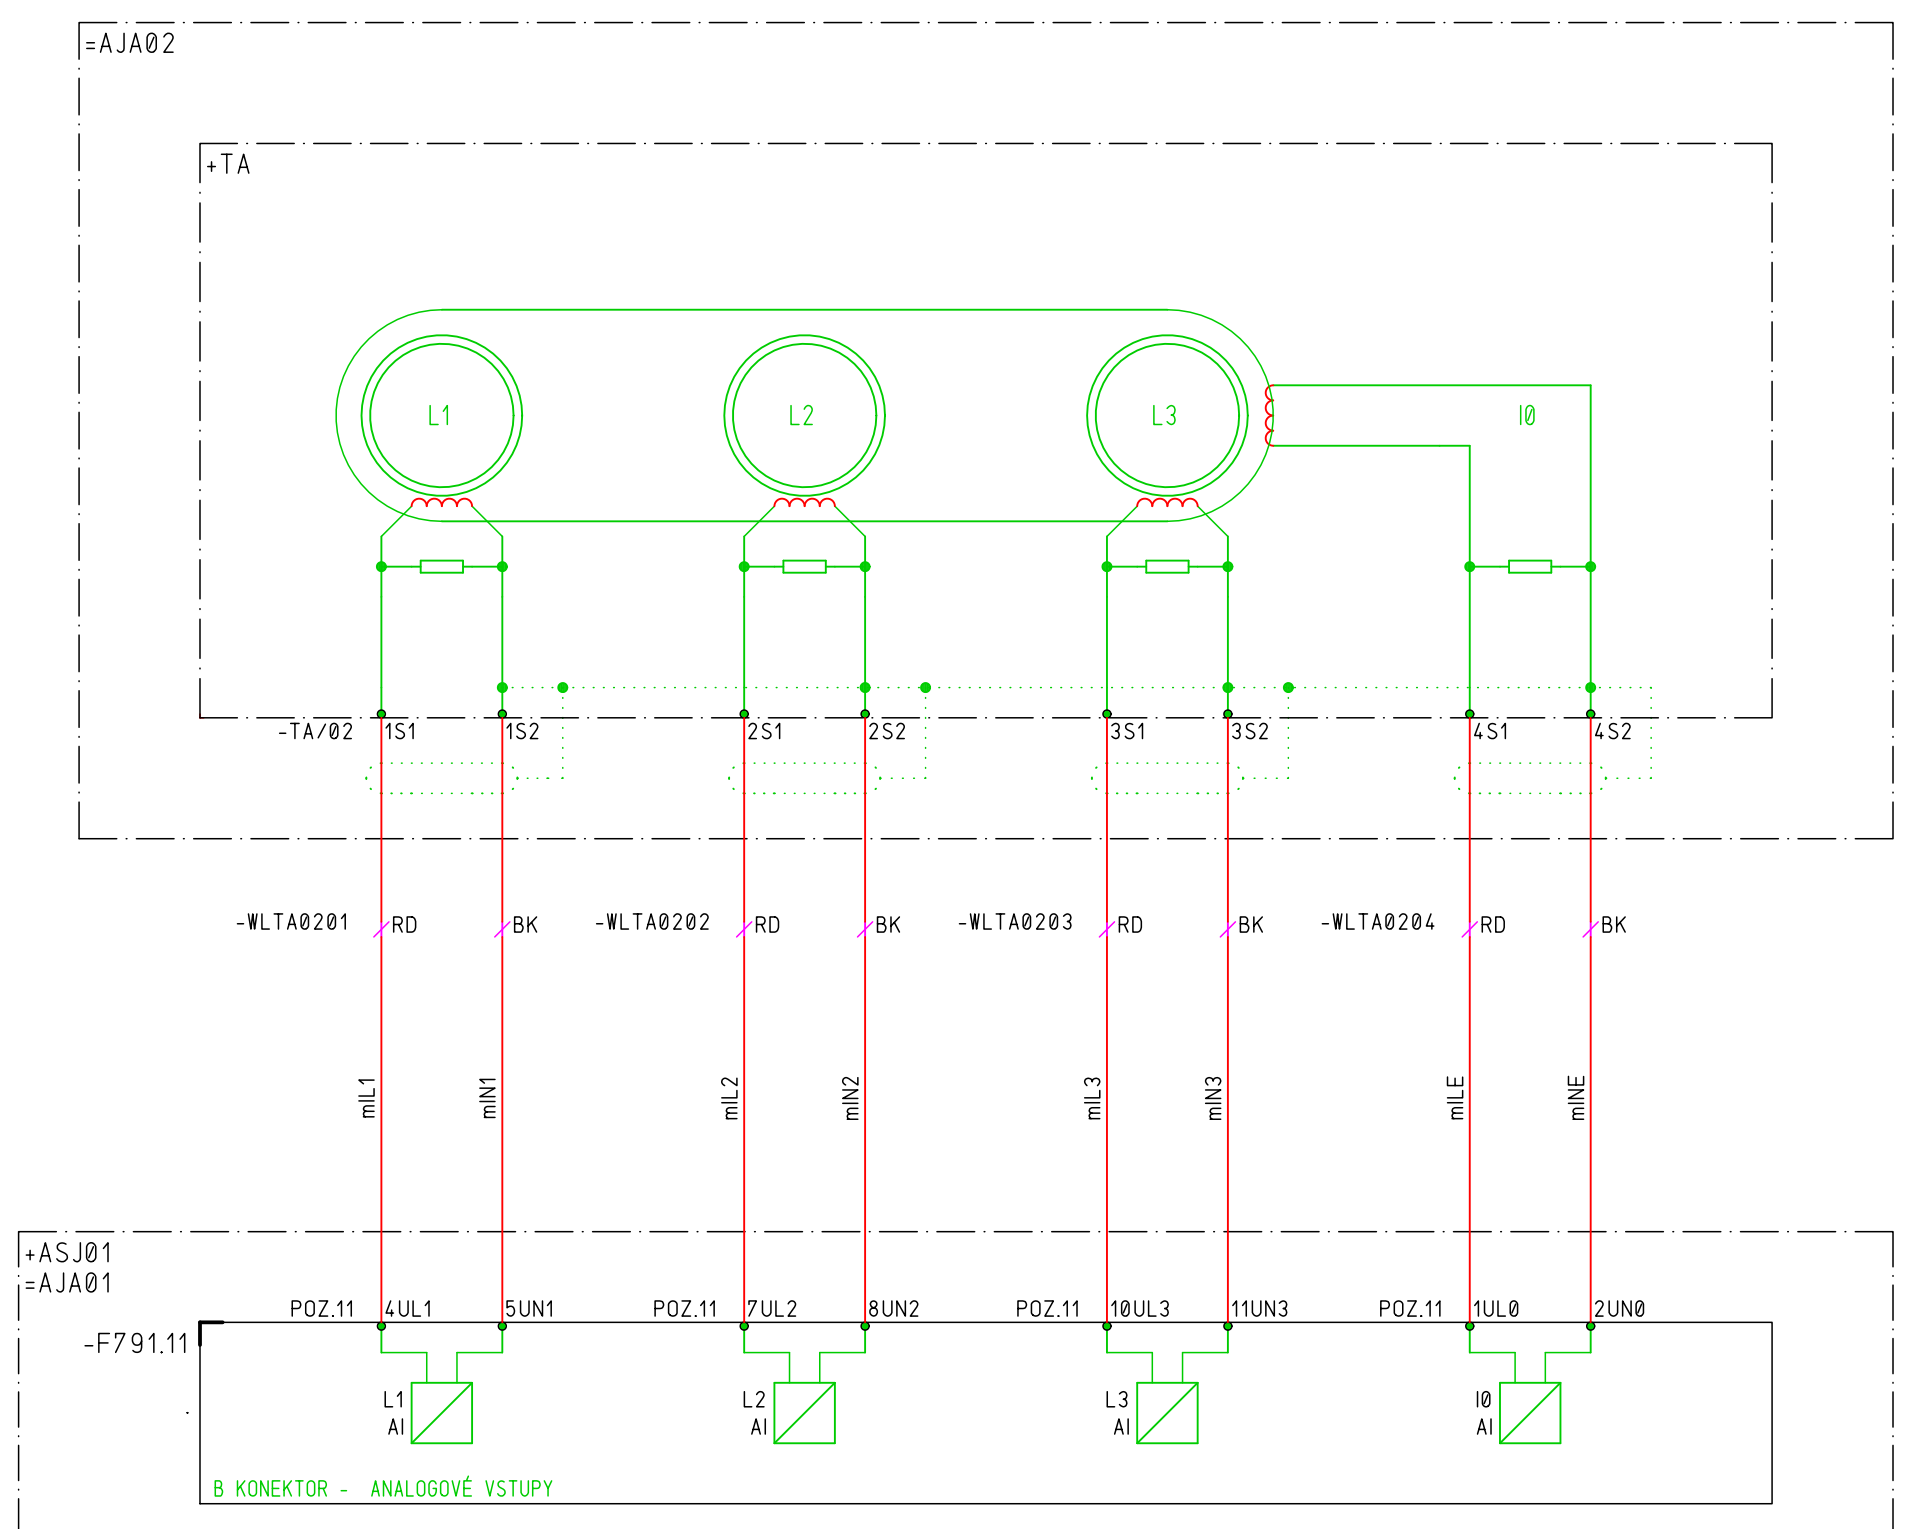 =AJA02
+TA
L1 L2 L3 I0
-TA/02 1S1 1S2 2S1 2S2 3S1 3S2 4S1 4S2
-WLTA0201 RD BK -WLTA0202 RD BK -WLTA0203 RD BK -WLTA0204 RD BK
mIL1 mIN1 mIL2 mIN2 mIL3 mIN3 mILE mINE
+ASJ01
=AJA01
POZ.11 4UL1 5UN1 POZ.11 7UL2 8UN2 POZ.11 10UL3 11UN3 POZ.11 1UL0 2UN0
-F791.11
L1 L2 L3 I0
AI AI AI AI
B KONEKTOR - ANALOGOVÉ VSTUPY